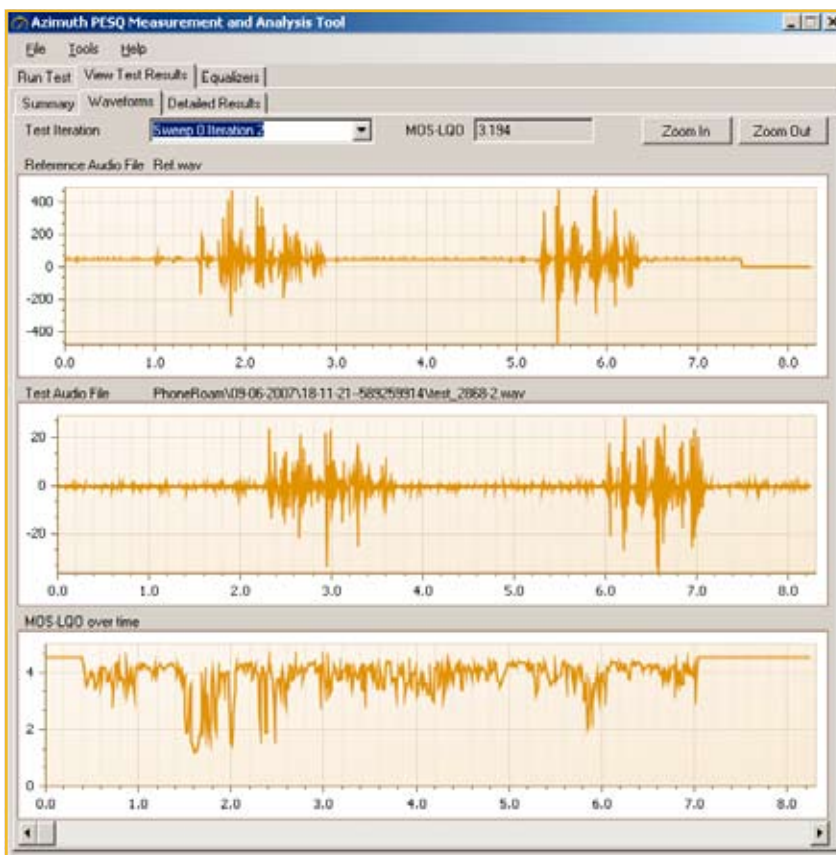 Azimuth PESQ Measurement and Analysis Tool
File Tools Help
Run Test View Test Results Equalizers
Summary Waveforms Detailed Results
Test Iteration Sweep 0 Iteration 2 MOS-LQO 3.194 Zoom In Zoom Out
Reference Audio File Ref.wav
400
200
0
-200
-400
0.0 1.0 2.0 3.0 4.0 5.0 6.0 7.0 8.0
Test Audio File PhoneRoam\09-06-2007\18-11-21--589259914\test_2868-2.wav
20
0
-20
0.0 1.0 2.0 3.0 4.0 5.0 6.0 7.0 8.0
MOS-LQO over time
4
2
0
0.0 1.0 2.0 3.0 4.0 5.0 6.0 7.0 8.0